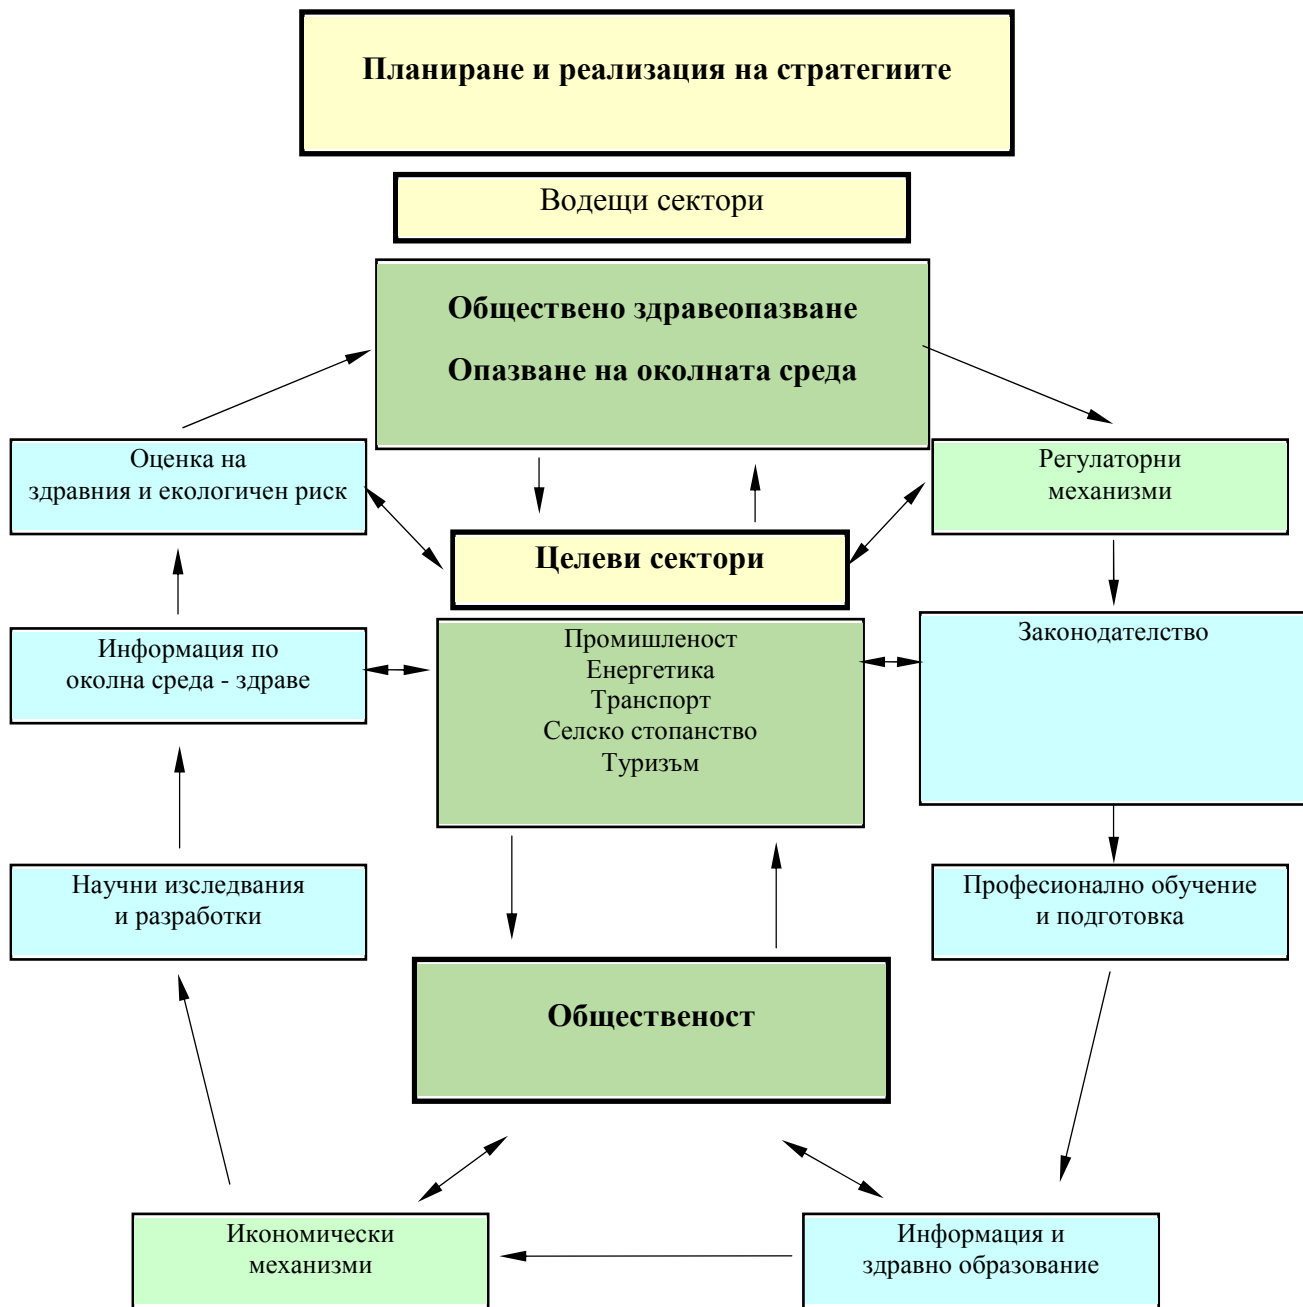 Планиране и реализация на стратегиите
Водещи сектори
Обществено здравеопазване
Опазване на околната среда
Оценка на
здравния и екологичен риск
Регулаторни
механизми
Целеви сектори
Информация по
околна среда - здраве
Промишленост
Енергетика
Транспорт
Селско стопанство
Туризъм
Законодателство
Научни изследвания
и разработки
Професионално обучение
и подготовка
Общественост
Икономически
механизми
Информация и
здравно образование